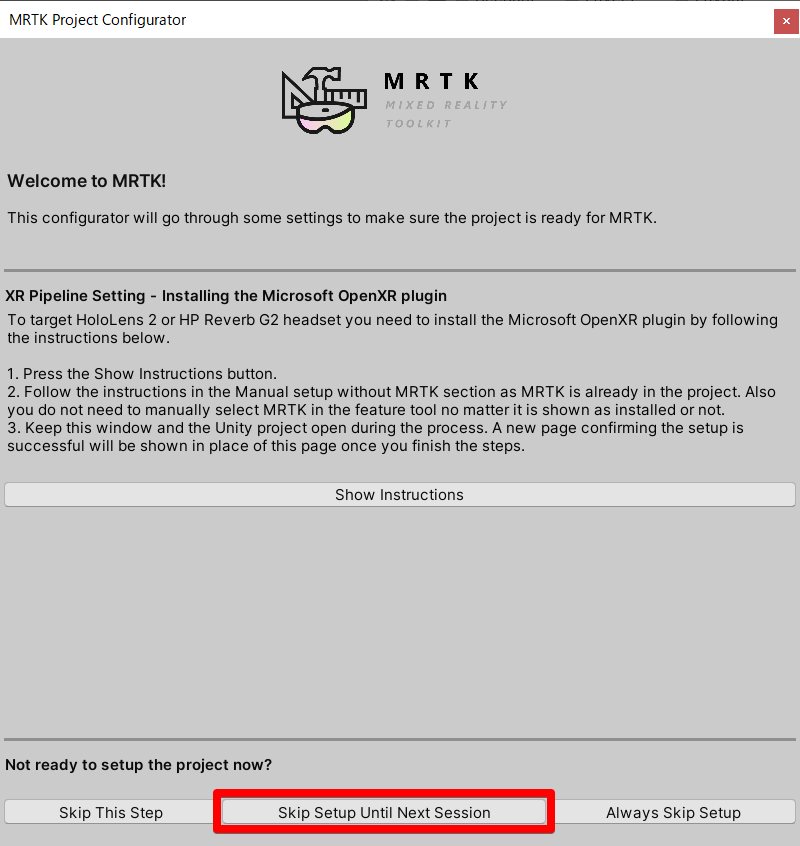 MRTK Project Configurator
MRTK
MIXED REALITY
TOOLKIT
Welcome to MRTK!
This configurator will go through some settings to make sure the project is ready for MRTK.
XR Pipeline Setting - Installing the Microsoft OpenXR plugin
To target HoloLens 2 or HP Reverb G2 headset you need to install the Microsoft OpenXR plugin by following
the instructions below.
1. Press the Show Instructions button.
2. Follow the instructions in the Manual setup without MRTK section as MRTK is already in the project. Also
you do not need to manually select MRTK in the feature tool no matter it is shown as installed or not.
3. Keep this window and the Unity project open during the process. A new page confirming the setup is
successful will be shown in place of this page once you finish the steps.
Show Instructions
Not ready to setup the project now?
Skip This Step
Skip Setup Until Next Session
Always Skip Setup